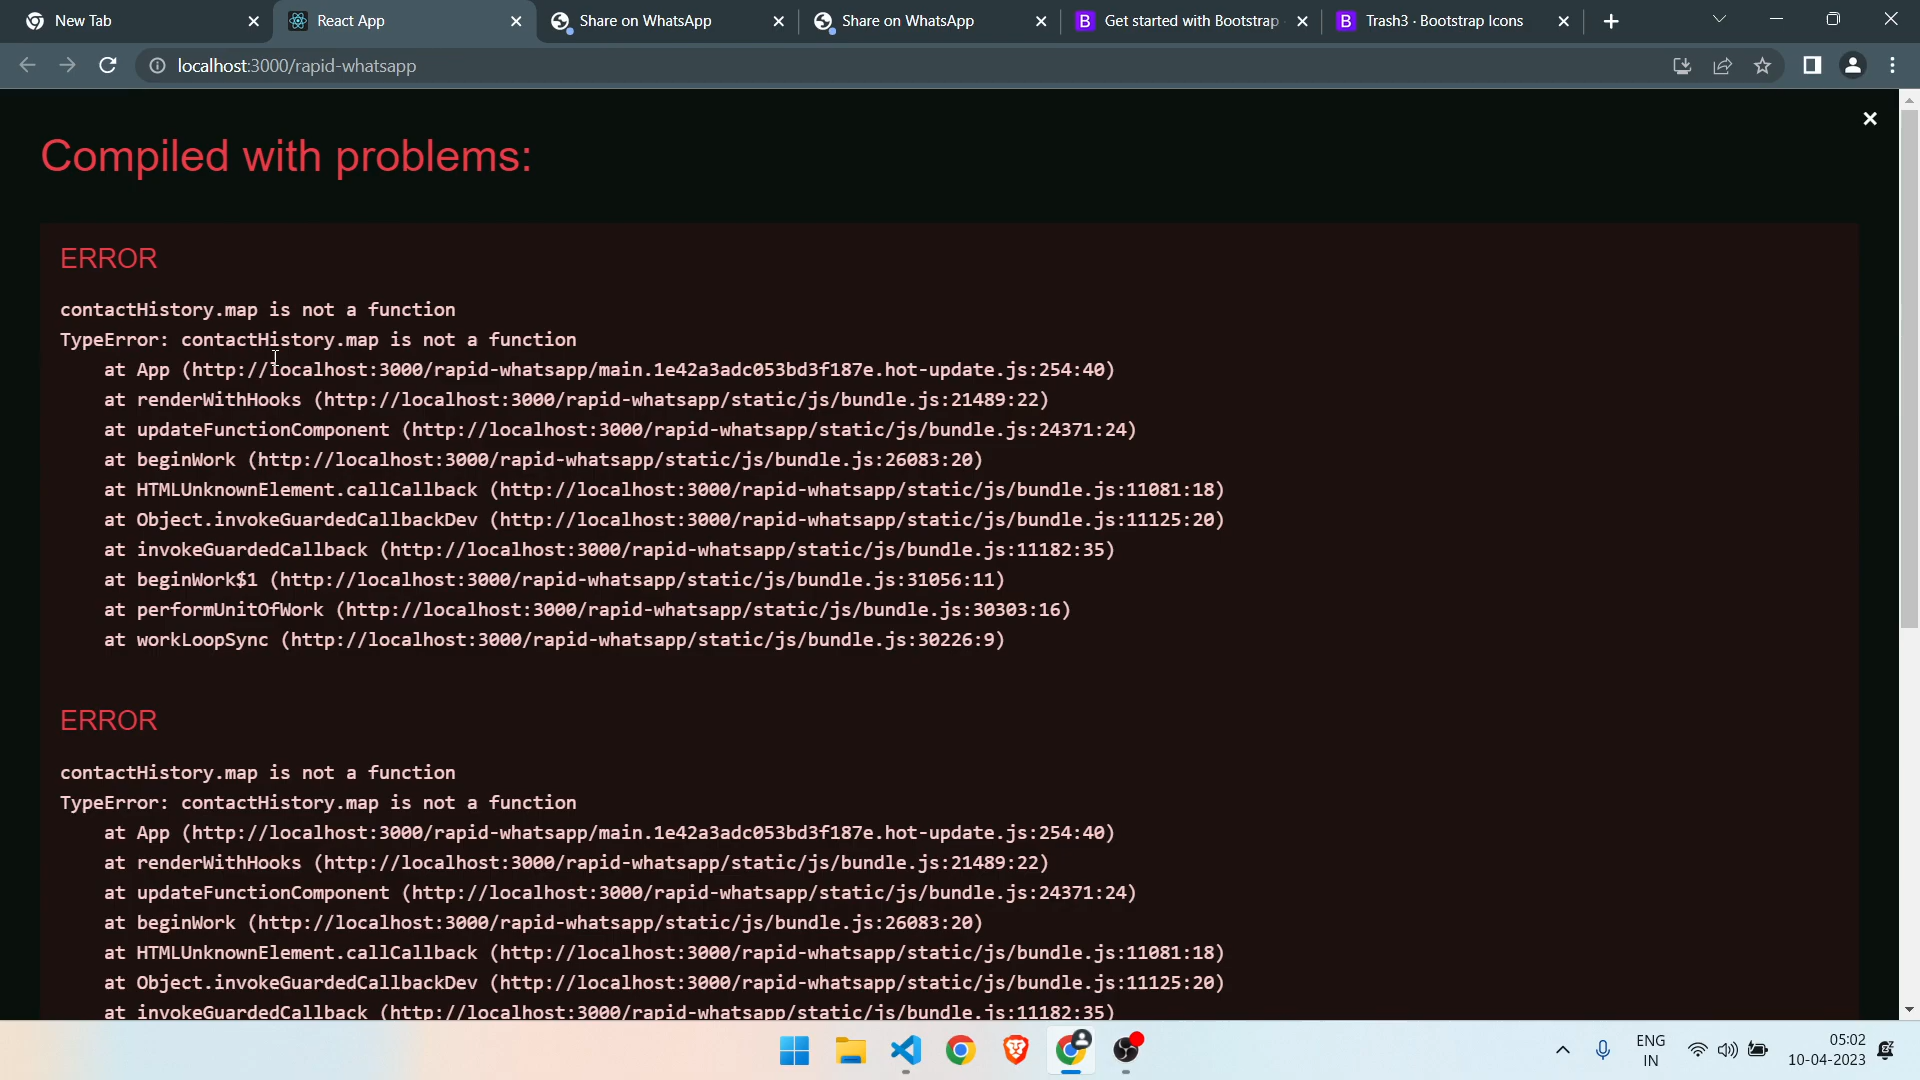 New Tab
React App
Share on WhatsApp
Share on WhatsApp
Get started with Bootstrap
Trash3 · Bootstrap Icons
localhost:3000/rapid-whatsapp
Compiled with problems:
ERROR
contactHistory.map is not a function
TypeError: contactHistory.map is not a function
at App (http://localhost:3000/rapid-whatsapp/main.1e42a3adc053bd3f187e.hot-update.js:254:40)
at renderWithHooks (http://localhost:3000/rapid-whatsapp/static/js/bundle.js:21489:22)
at updateFunctionComponent (http://localhost:3000/rapid-whatsapp/static/js/bundle.js:24371:24)
at beginWork (http://localhost:3000/rapid-whatsapp/static/js/bundle.js:26083:20)
at HTMLUnknownElement.callCallback (http://localhost:3000/rapid-whatsapp/static/js/bundle.js:11081:18)
at Object.invokeGuardedCallbackDev (http://localhost:3000/rapid-whatsapp/static/js/bundle.js:11125:20)
at invokeGuardedCallback (http://localhost:3000/rapid-whatsapp/static/js/bundle.js:11182:35)
at beginWork$1 (http://localhost:3000/rapid-whatsapp/static/js/bundle.js:31056:11)
at performUnitOfWork (http://localhost:3000/rapid-whatsapp/static/js/bundle.js:30303:16)
at workLoopSync (http://localhost:3000/rapid-whatsapp/static/js/bundle.js:30226:9)
ERROR
contactHistory.map is not a function
TypeError: contactHistory.map is not a function
at App (http://localhost:3000/rapid-whatsapp/main.1e42a3adc053bd3f187e.hot-update.js:254:40)
at renderWithHooks (http://localhost:3000/rapid-whatsapp/static/js/bundle.js:21489:22)
at updateFunctionComponent (http://localhost:3000/rapid-whatsapp/static/js/bundle.js:24371:24)
at beginWork (http://localhost:3000/rapid-whatsapp/static/js/bundle.js:26083:20)
at HTMLUnknownElement.callCallback (http://localhost:3000/rapid-whatsapp/static/js/bundle.js:11081:18)
at Object.invokeGuardedCallbackDev (http://localhost:3000/rapid-whatsapp/static/js/bundle.js:11125:20)
at invokeGuardedCallback (http://localhost:3000/rapid-whatsapp/static/js/bundle.js:11182:35)
ENG
IN
05:02
10-04-2023